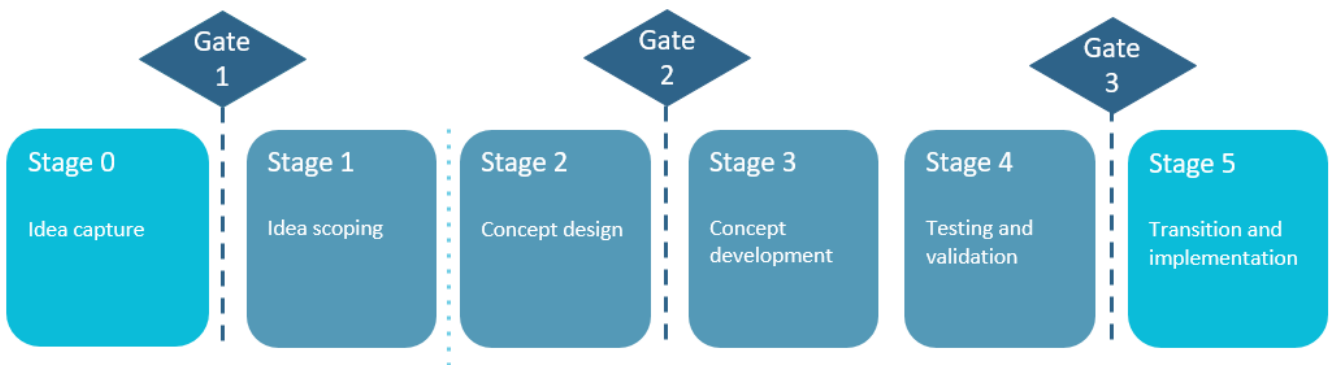 Gate
1
Gate
2
Gate
3
Stage 0
Idea capture
Stage 1
Idea scoping
Stage 2
Concept design
Stage 3
Concept
development
Stage 4
Testing and
validation
Stage 5
Transition and
implementation